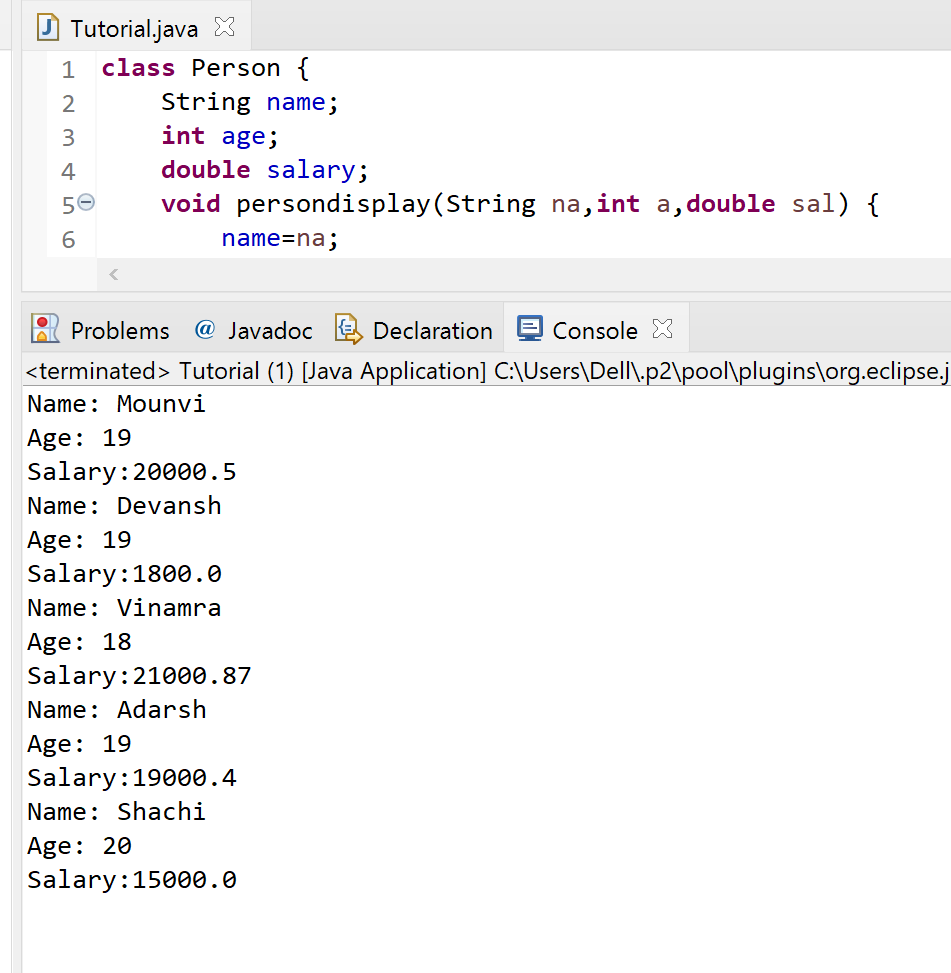 Tutorial.java
1 class Person {
2     String name;
3     int age;
4     double salary;
5     void persondisplay(String na,int a,double sal) {
6         name=na;
Problems @ Javadoc Declaration Console
<terminated> Tutorial (1) [Java Application] C:\Users\Dell\.p2\pool\plugins\org.eclipse.j
Name: Mounvi
Age: 19
Salary:20000.5
Name: Devansh
Age: 19
Salary:1800.0
Name: Vinamra
Age: 18
Salary:21000.87
Name: Adarsh
Age: 19
Salary:19000.4
Name: Shachi
Age: 20
Salary:15000.0